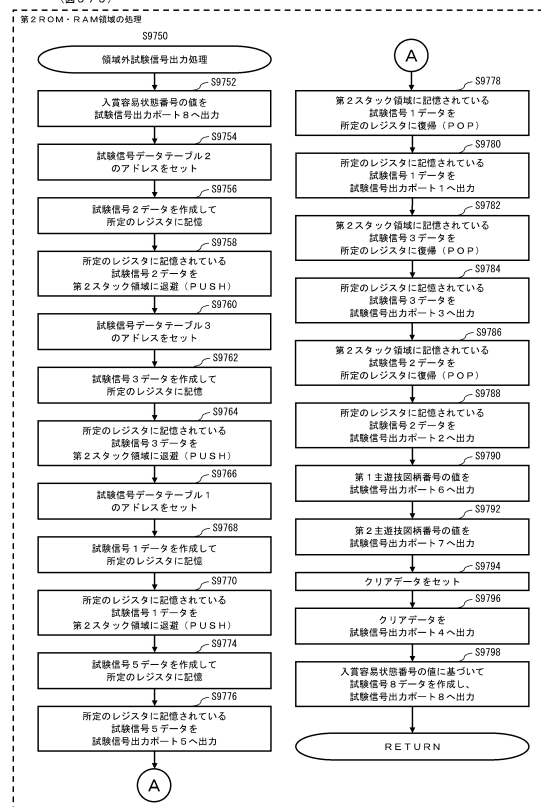 第2ROM・RAM領域の処理
S9750
領域外試験信号出力処理
S9752
入賞容易状態番号の値を
試験信号出力ポート8へ出力
S9754
試験信号データテーブル2
のアドレスをセット
S9756
試験信号2データを作成して
所定のレジスタに記憶
S9758
所定のレジスタに記憶されている
試験信号2データを
第2スタック領域に退避(PUSH)
S9760
試験信号データテーブル3
のアドレスをセット
S9762
試験信号3データを作成して
所定のレジスタに記憶
S9764
所定のレジスタに記憶されている
試験信号3データを
第2スタック領域に退避(PUSH)
S9766
試験信号データテーブル1
のアドレスをセット
S9768
試験信号1データを作成して
所定のレジスタに記憶
S9770
所定のレジスタに記憶されている
試験信号1データを
第2スタック領域に退避(PUSH)
S9774
試験信号5データを作成して
所定のレジスタに記憶
S9776
所定のレジスタに記憶されている
試験信号5データを
試験信号出力ポート5へ出力
A
A
S9778
第2スタック領域に記憶されている
試験信号1データを
所定のレジスタに復帰(POP)
S9780
所定のレジスタに記憶されている
試験信号1データを
試験信号出力ポート1へ出力
S9782
第2スタック領域に記憶されている
試験信号3データを
所定のレジスタに復帰(POP)
S9784
所定のレジスタに記憶されている
試験信号3データを
試験信号出力ポート3へ出力
S9786
第2スタック領域に記憶されている
試験信号2データを
所定のレジスタに復帰(POP)
S9788
所定のレジスタに記憶されている
試験信号2データを
試験信号出力ポート2へ出力
S9790
第1主遊技図柄番号の値を
試験信号出力ポート6へ出力
S9792
第2主遊技図柄番号の値を
試験信号出力ポート7へ出力
S9794
クリアデータをセット
S9796
クリアデータを
試験信号出力ポート4へ出力
S9798
入賞容易状態番号の値に基づいて
試験信号8データを作成し、
試験信号出力ポート8へ出力
RETURN